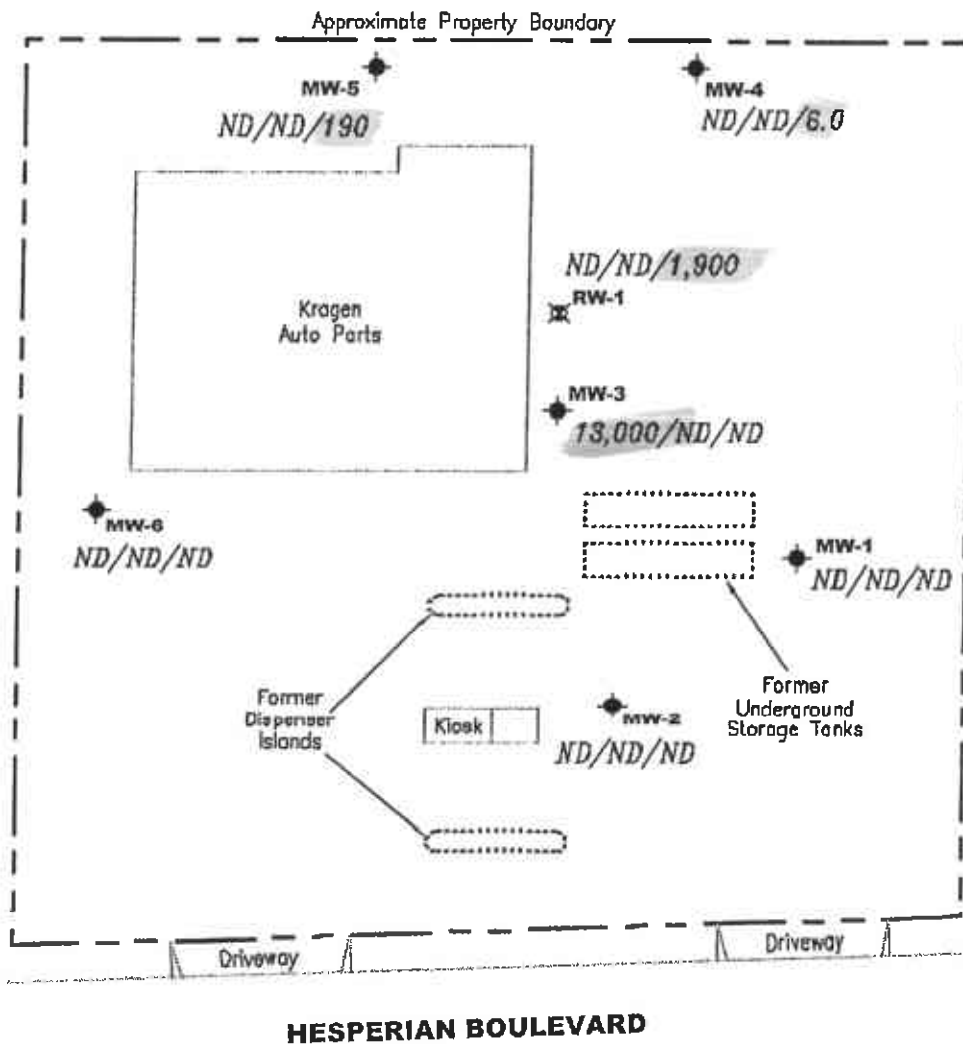 Approximate Property Boundary
MW-5
ND/ND/190
MW-4
ND/ND/6.0
ND/ND/1,900
RW-1
Kragen
Auto Parts
MW-3
13,000/ND/ND
MW-6
ND/ND/ND
MW-1
ND/ND/ND
Former
Dispenser
Islands
Kiosk
MW-2
ND/ND/ND
Former
Underground
Storage Tanks
Driveway
Driveway
HESPERIAN BOULEVARD